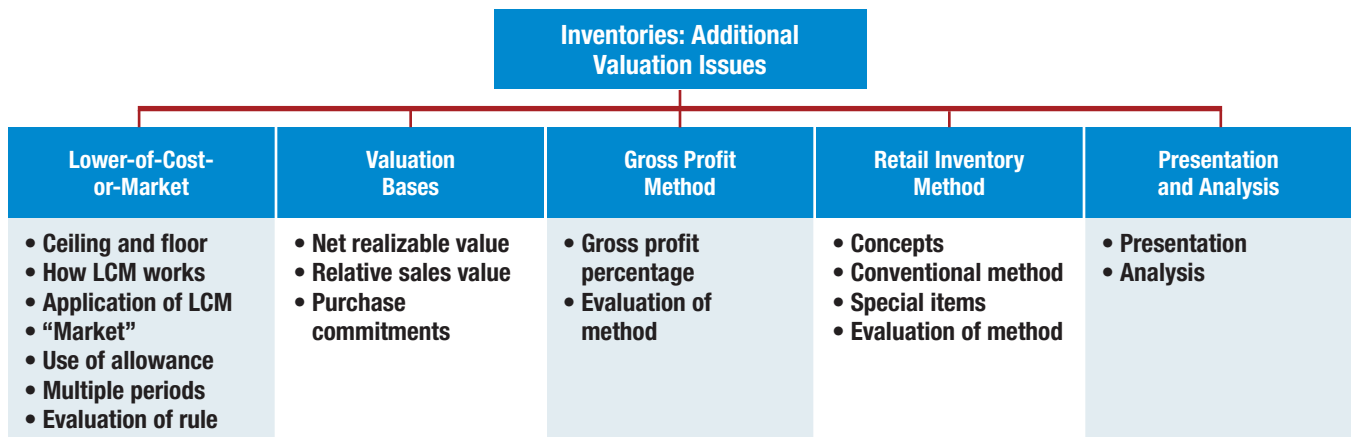 Inventories: Additional
Valuation Issues
Lower-of-Cost-
or-Market
• Ceiling and floor
• How LCM works
• Application of LCM
• “Market”
• Use of allowance
• Multiple periods
• Evaluation of rule
Valuation
Bases
• Net realizable value
• Relative sales value
• Purchase
commitments
Gross Profit
Method
• Gross profit
percentage
• Evaluation of
method
Retail Inventory
Method
• Concepts
• Conventional method
• Special items
• Evaluation of method
Presentation
and Analysis
• Presentation
• Analysis